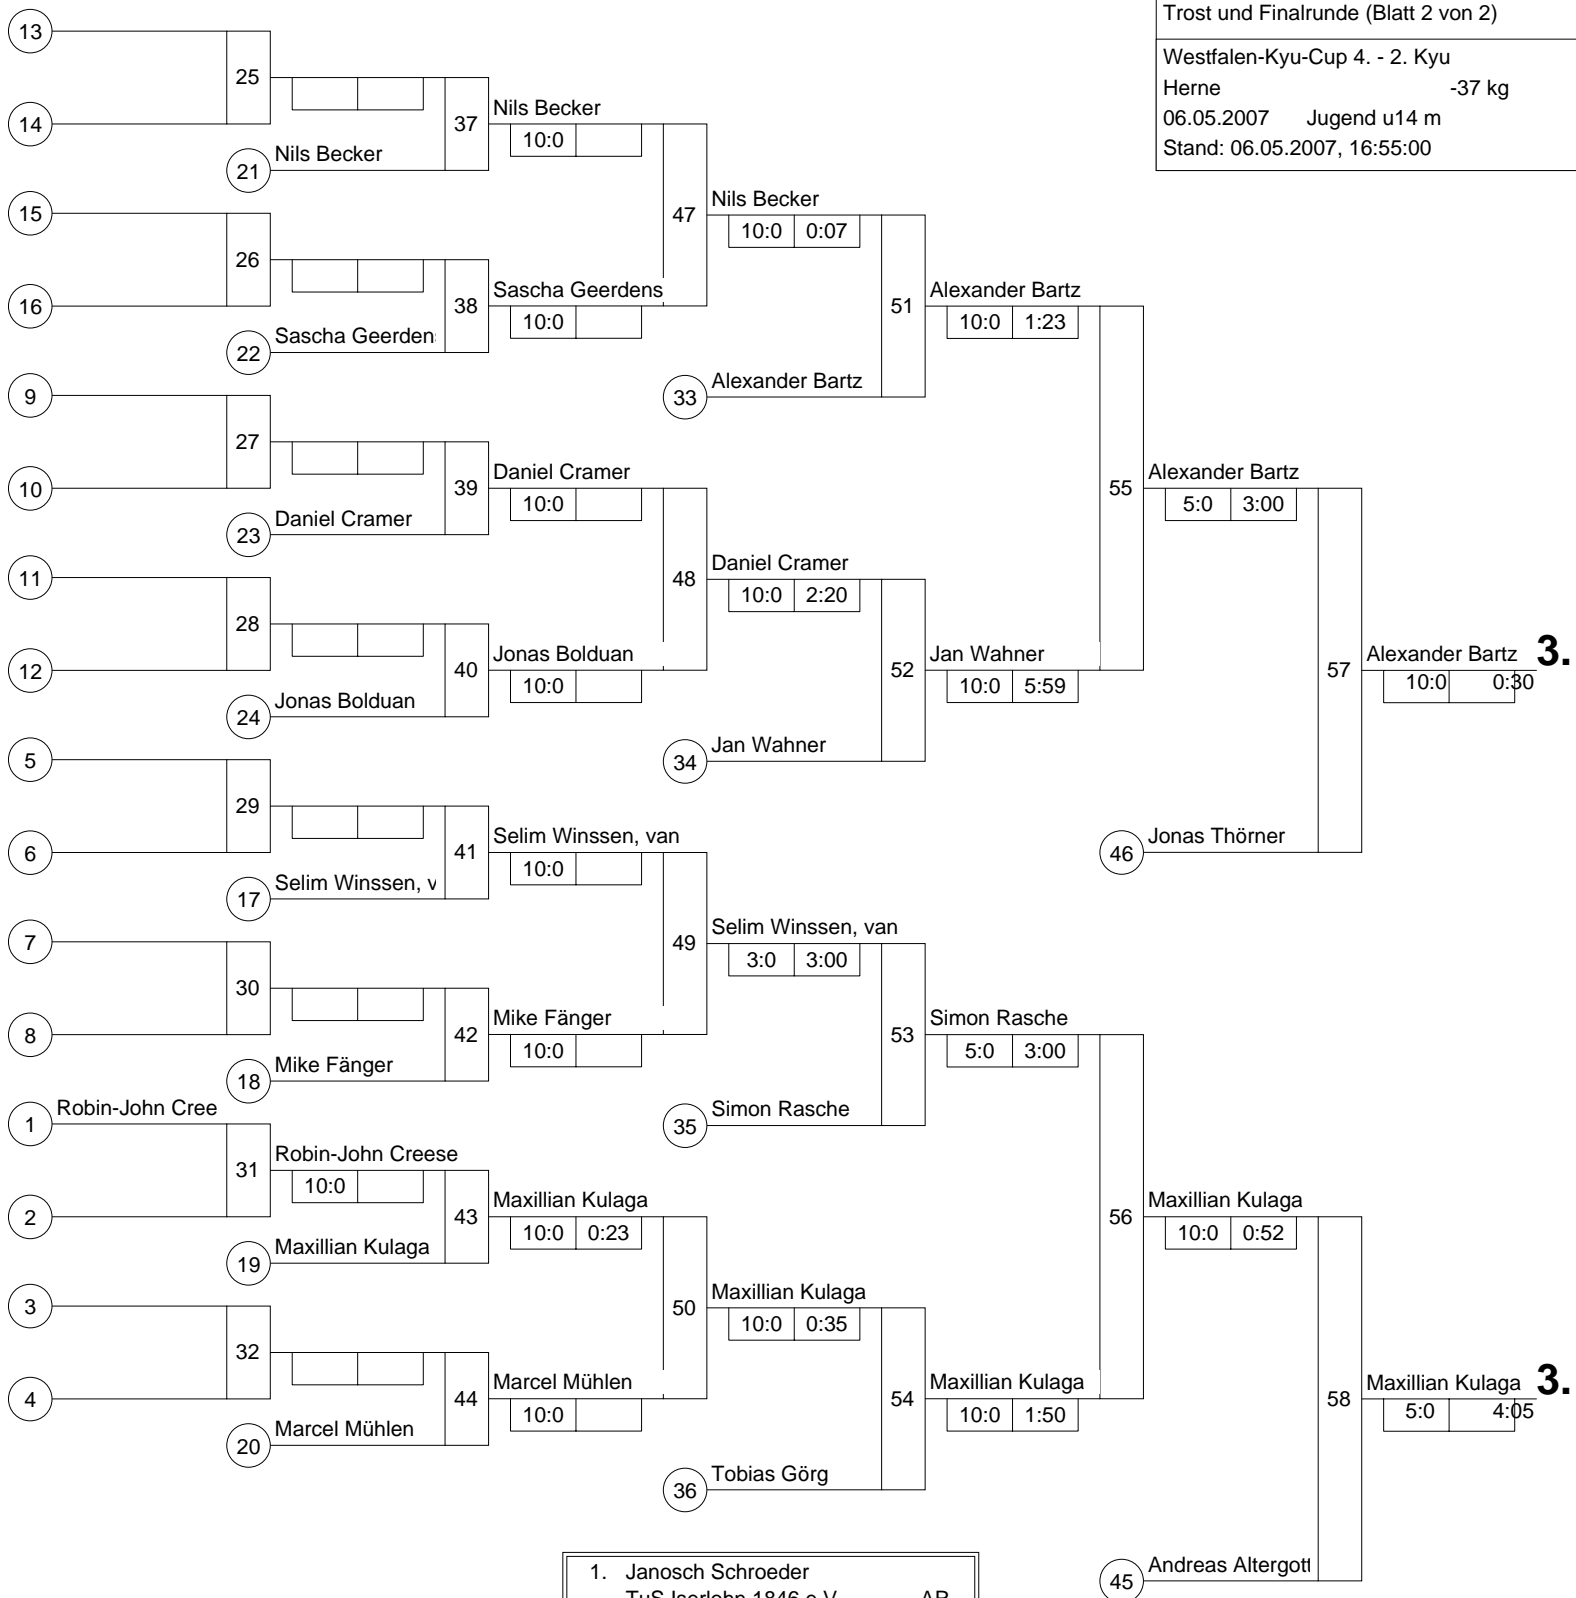 Trost und Finalrunde (Blatt 2 von 2)
Westfalen-Kyu-Cup 4. - 2. Kyu
Herne -37 kg
06.05.2007 Jugend u14 m
Stand: 06.05.2007, 16:55:00
13
25
14
37
Nils Becker
10:0
21
Nils Becker
15
47
Nils Becker
10:0 0:07
26
16
38
Sascha Geerdens
10:0
22
Sascha Geerden
51
Alexander Bartz
10:0 1:23
9
33
Alexander Bartz
27
10
39
Daniel Cramer
10:0
23
Daniel Cramer
55
Alexander Bartz
5:0 3:00
11
48
Daniel Cramer
10:0 2:20
28
12
40
Jonas Bolduan
10:0
24
Jonas Bolduan
52
Jan Wahner
10:0 5:59
57
Alexander Bartz 3.
10:0 0:30
5
34
Jan Wahner
29
6
41
Selim Winssen, van
10:0
17
Selim Winssen, v
46
Jonas Thörner
7
49
Selim Winssen, van
3:0 3:00
30
8
42
Mike Fänger
10:0
18
Mike Fänger
53
Simon Rasche
5:0 3:00
1
Robin-John Cree
35
Simon Rasche
31
Robin-John Creese
10:0
2
43
Maxillian Kulaga
10:0 0:23
19
Maxillian Kulaga
56
Maxillian Kulaga
10:0 0:52
3
50
Maxillian Kulaga
10:0 0:35
32
4
44
Marcel Mühlen
10:0
20
Marcel Mühlen
54
Maxillian Kulaga
10:0 1:50
58
Maxillian Kulaga 3.
5:0 4:05
36
Tobias Görg
45
Andreas Altergott
1. Janosch Schroeder
TuS Iserlohn 1846 e.V. AR